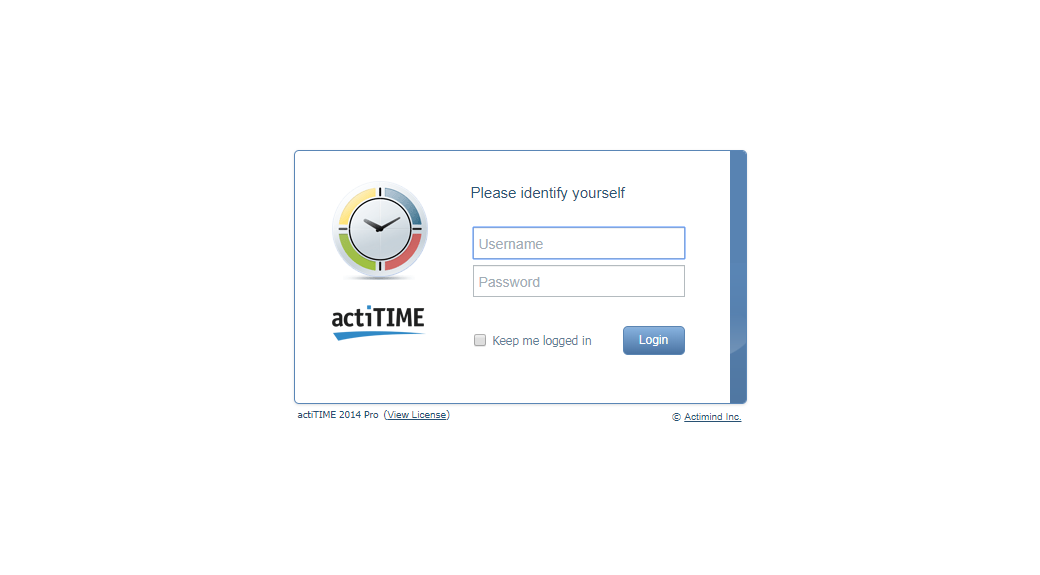 Please identify yourself
Username
Password
actiTIME
Keep me logged in
Login
actiTIME 2014 Pro (View License)
© Actimind Inc.